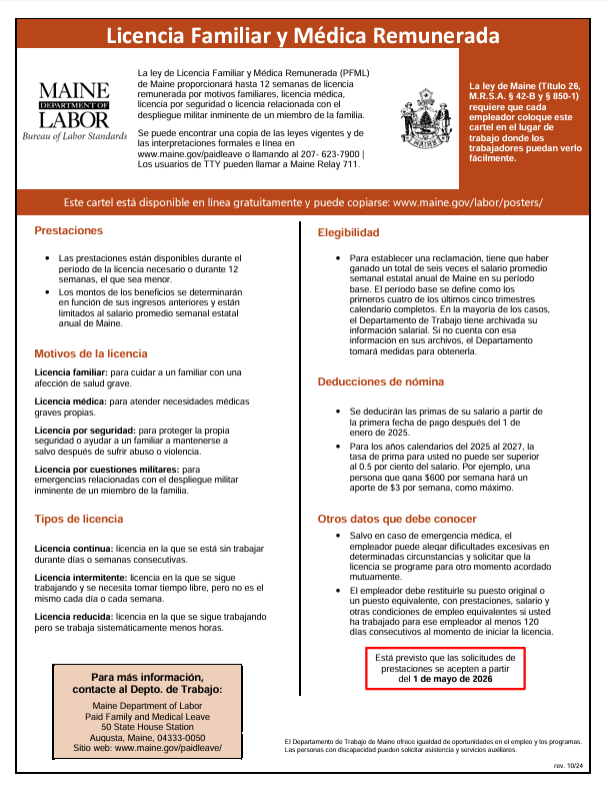 Licencia Familiar y Médica Remunerada
MAINE
DEPARTMENT OF
LABOR
Bureau of Labor Standards
La ley de Licencia Familiar y Médica Remunerada (PFML)
de Maine proporcionará hasta 12 semanas de licencia
remunerada por motivos familiares, licencia médica,
licencia por seguridad o licencia relacionada con el
despliegue militar inminente de un miembro de la familia.
Se puede encontrar una copia de las leyes vigentes y de
las interpretaciones formales e línea en
www.maine.gov/paidleave o llamando al 207- 623-7900 |
Los usuarios de TTY pueden llamar a Maine Relay 711.
MAINE
La ley de Maine (Título 26,
M.R.S.A. § 42-B y § 850-1)
requiere que cada
empleador coloque este
cartel en el lugar de
trabajo donde los
trabajadores puedan verlo
fácilmente.
Este cartel está disponible en línea gratuitamente y puede copiarse: www.maine.gov/labor/posters/
Prestaciones
• Las prestaciones están disponibles durante el
período de la licencia necesario o durante 12
semanas, el que sea menor.
• Los montos de los beneficios se determinarán
en función de sus ingresos anteriores y están
limitados al salario promedio semanal estatal
anual de Maine.
Motivos de la licencia
Licencia familiar: para cuidar a un familiar con una
afección de salud grave.
Licencia médica: para atender necesidades médicas
graves propias.
Licencia por seguridad: para proteger la propia
seguridad o ayudar a un familiar a mantenerse a
salvo después de sufrir abuso o violencia.
Licencia por cuestiones militares: para
emergencias relacionadas con el despliegue militar
inminente de un miembro de la familia.
Tipos de licencia
Licencia continua: licencia en la que se está sin trabajar
durante días o semanas consecutivas.
Licencia intermitente: licencia en la que se sigue
trabajando y se necesita tomar tiempo libre, pero no es el
mismo cada día o cada semana.
Licencia reducida: licencia en la que se sigue trabajando
pero se trabaja sistemáticamente menos horas.
Para más información,
contacte al Depto. de Trabajo:
Maine Department of Labor
Paid Family and Medical Leave
50 State House Station
Augusta, Maine, 04333-0050
Sitio web: www.maine.gov/paidleave/
Elegibilidad
• Para establecer una reclamación, tiene que haber
ganado un total de seis veces el salario promedio
semanal estatal anual de Maine en su período
base. El período base se define como los
primeros cuatro de los últimos cinco trimestres
calendario completos. En la mayoría de los casos,
el Departamento de Trabajo tiene archivada su
información salarial. Si no cuenta con esa
información en sus archivos, el Departamento
tomará medidas para obtenerla.
Deducciones de nómina
• Se deducirán las primas de su salario a partir de
la primera fecha de pago después del 1 de
enero de 2025.
• Para los años calendarios del 2025 al 2027, la
tasa de prima para usted no puede ser superior
al 0.5 por ciento del salario. Por ejemplo, una
persona que gana $600 por semana hará un
aporte de $3 por semana, como máximo.
Otros datos que debe conocer
• Salvo en caso de emergencia médica, el
empleador puede alegar dificultades excesivas en
determinadas circunstancias y solicitar que la
licencia se programe para otro momento acordado
mutuamente.
• El empleador debe restituirle su puesto original o
un puesto equivalente, con prestaciones, salario y
otras condiciones de empleo equivalentes si usted
ha trabajado para ese empleador al menos 120
días consecutivos al momento de iniciar la licencia.
Está previsto que las solicitudes de
prestaciones se acepten a partir
del 1 de mayo de 2026
El Departamento de Trabajo de Maine ofrece igualdad de oportunidades en el empleo y los programas.
Las personas con discapacidad pueden solicitar asistencia y servicios auxiliares.
rev. 10/24